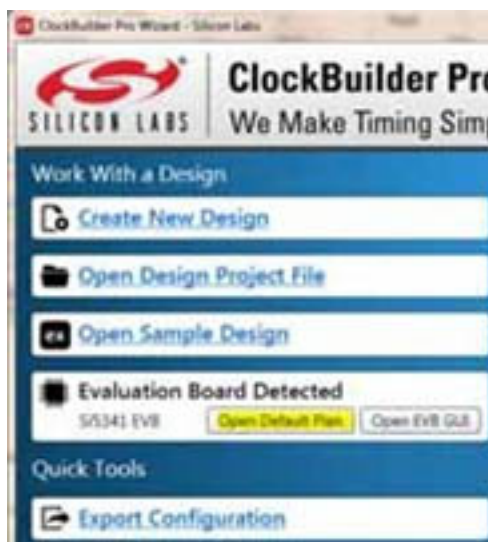 ClockBuilder Pro Wizard - Silicon Labs
SILICON LABS
ClockBuilder Pro
We Make Timing Simp
Work With a Design
Create New Design
Open Design Project File
ex Open Sample Design
Evaluation Board Detected
Si5341 EVB Open Default Plan Open EVB GUI
Quick Tools
Export Configuration